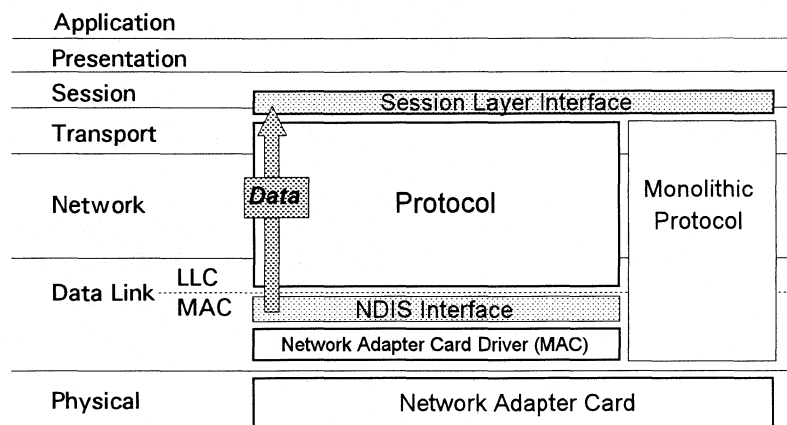 Application
Presentation
Session
Session Layer Interface
Transport
Data
Protocol
Monolithic
Protocol
Network
Data Link
LLC
MAC
NDIS Interface
Network Adapter Card Driver (MAC)
Physical
Network Adapter Card